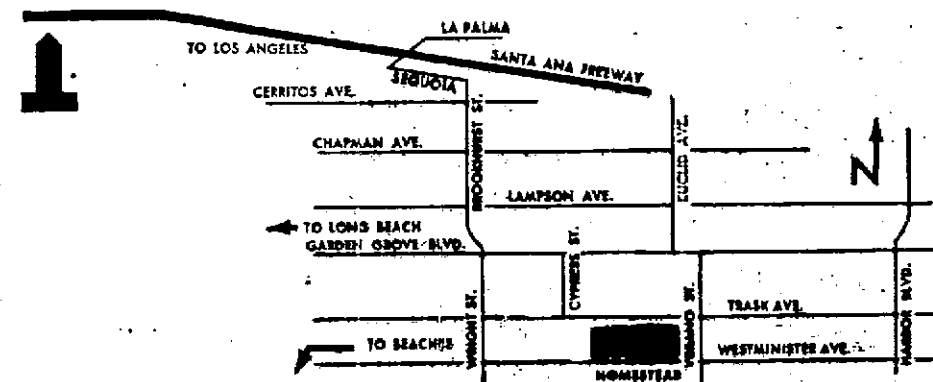 LA PALMA
TO LOS ANGELES
SANTA ANA FREEWAY
SEQUOIA
CERRITOS AVE.
BROOKHURST ST.
CHAPMAN AVE.
EUCLID AVE.
N
LAMPSON AVE.
TO LONG BEACH
GARDEN GROVE BLVD.
CYPRESS ST.
WRIGHT ST.
VERANO ST.
HARBOR BLVD.
TRASK AVE.
TO BEACHES
WESTMINISTER AVE.
HOMESTEAD